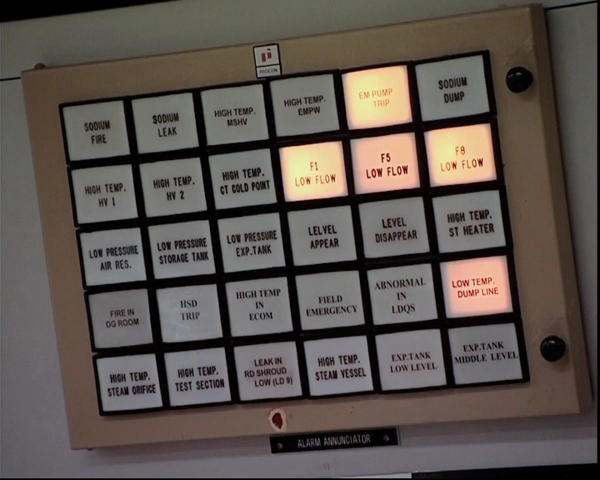 PROCON
SODIUM
FIRE
SODIUM
LEAK
HIGH TEMP.
MSHV
HIGH TEMP.
EMPW
EM PUMP
TRIP
SODIUM
DUMP
HIGH TEMP.
HV 1
HIGH TEMP.
HV 2
HIGH TEMP.
CT COLD POINT
F1
LOW FLOW
F5
LOW FLOW
F8
LOW FLOW
LOW PRESSURE
AIR RES.
LOW PRESSURE
STORAGE TANK
LOW PRESSURE
EXP.TANK
LELVEL
APPEAR
LEVEL
DISAPPEAR
HIGH TEMP.
ST HEATER
FIRE IN
DG ROOM
HSD
TRIP
HIGH TEMP
IN
ECOM
FIELD
EMERGENCY
ABNORMAL
IN
LDQS
LOW TEMP.
DUMP LINE
HIGH TEMP.
STEAM ORIFICE
HIGH TEMP.
TEST SECTION
LEAK IN
RD SHROUD
LOW (LD 9)
HIGH TEMP.
STEAM VESSEL
EXP.TANK
LOW LEVEL
EXP.TANK
MIDDLE LEVEL
ALARM ANNUNCIATOR